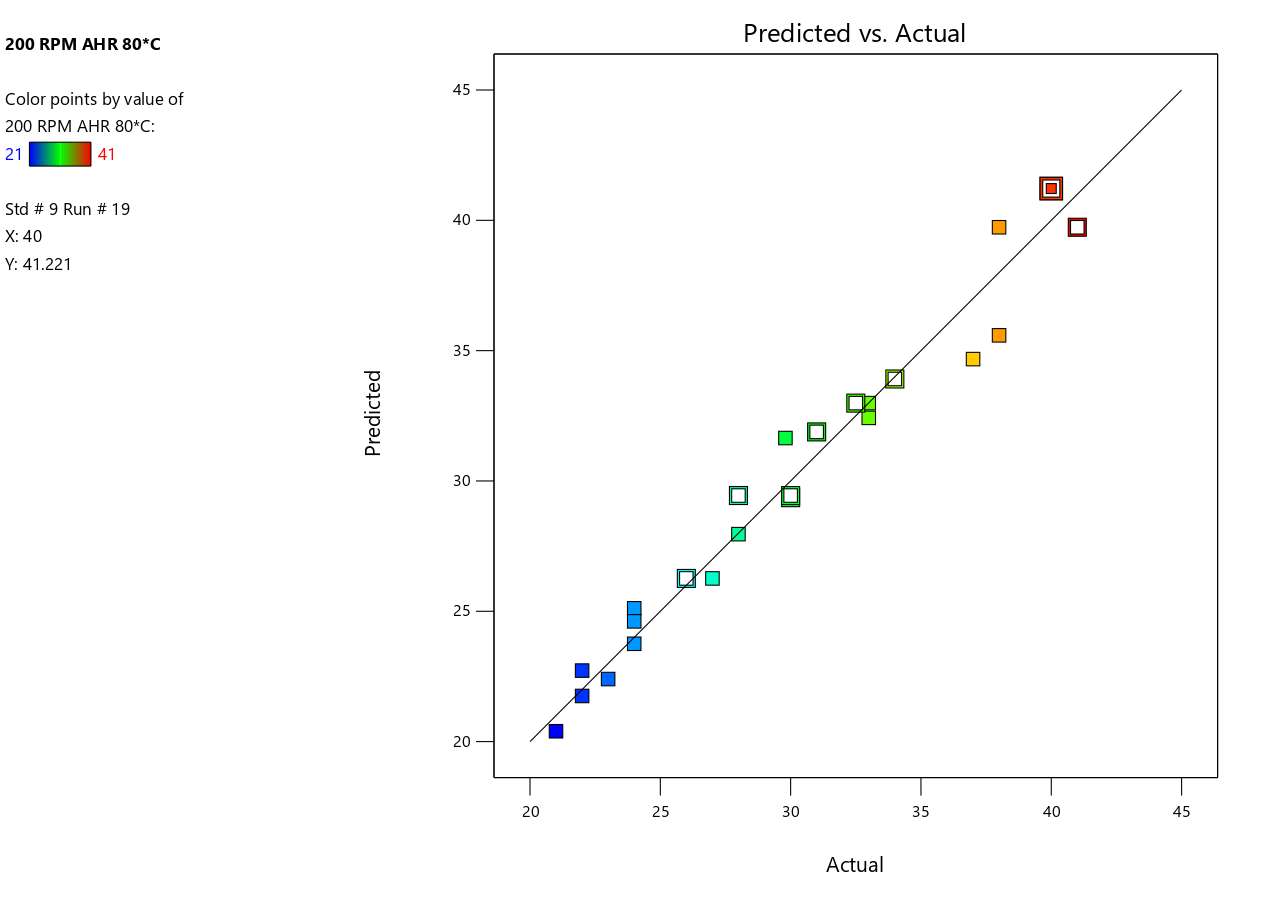 200 RPM AHR 80*C
Color points by value of
200 RPM AHR 80*C:
21 41
Std # 9 Run # 19
X: 40
Y: 41.221
Predicted vs. Actual
Predicted
45
40
35
30
25
20
20 25 30 35 40 45
Actual